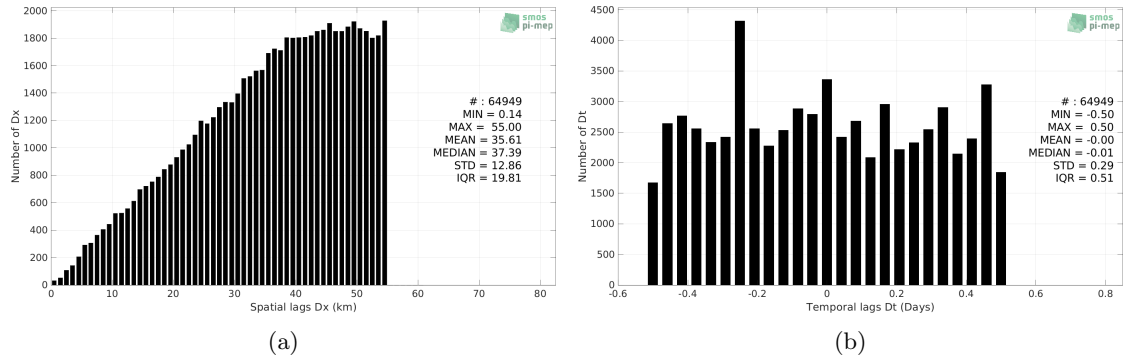 2000
1800
1600
1400
1200
1000
800
600
400
200
0
Number of Dx
0 10 20 30 40 50 60 70 80
Spatial lags Dx (km)
smos
pi-mep
# : 64949
MIN = 0.14
MAX = 55.00
MEAN = 35.61
MEDIAN = 37.39
STD = 12.86
IQR = 19.81
(a)
4500
4000
3500
3000
2500
2000
1500
1000
500
0
Number of Dt
-0.6 -0.4 -0.2 0 0.2 0.4 0.6 0.8
Temporal lags Dt (Days)
smos
pi-mep
# : 64949
MIN = -0.50
MAX = 0.50
MEAN = -0.00
MEDIAN = -0.01
STD = 0.29
IQR = 0.51
(b)